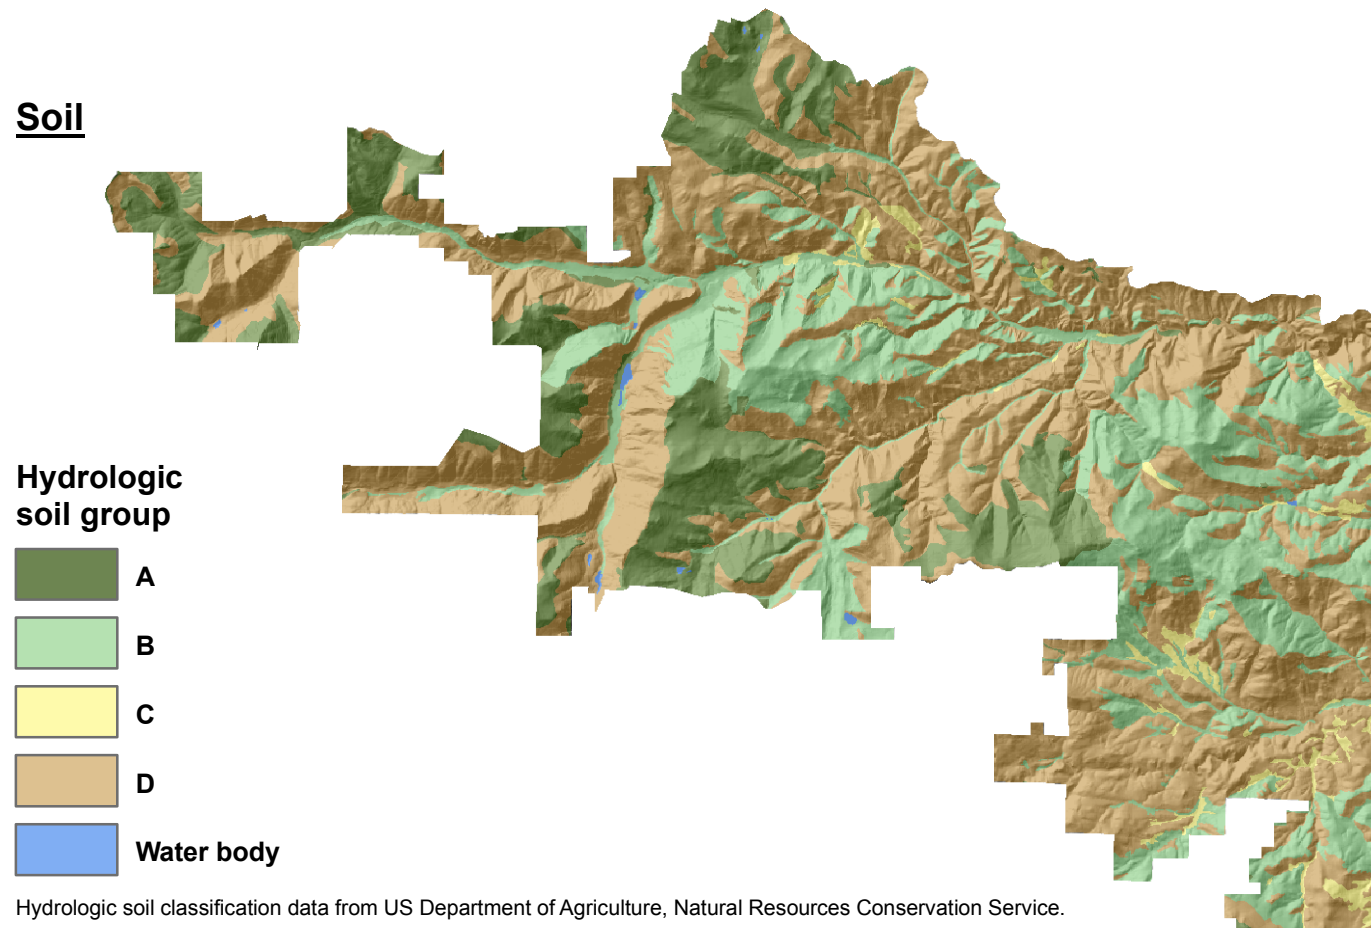 Soil
Hydrologic
soil group
A
B
C
D
Water body
Hydrologic soil classification data from US Department of Agriculture, Natural Resources Conservation Service.